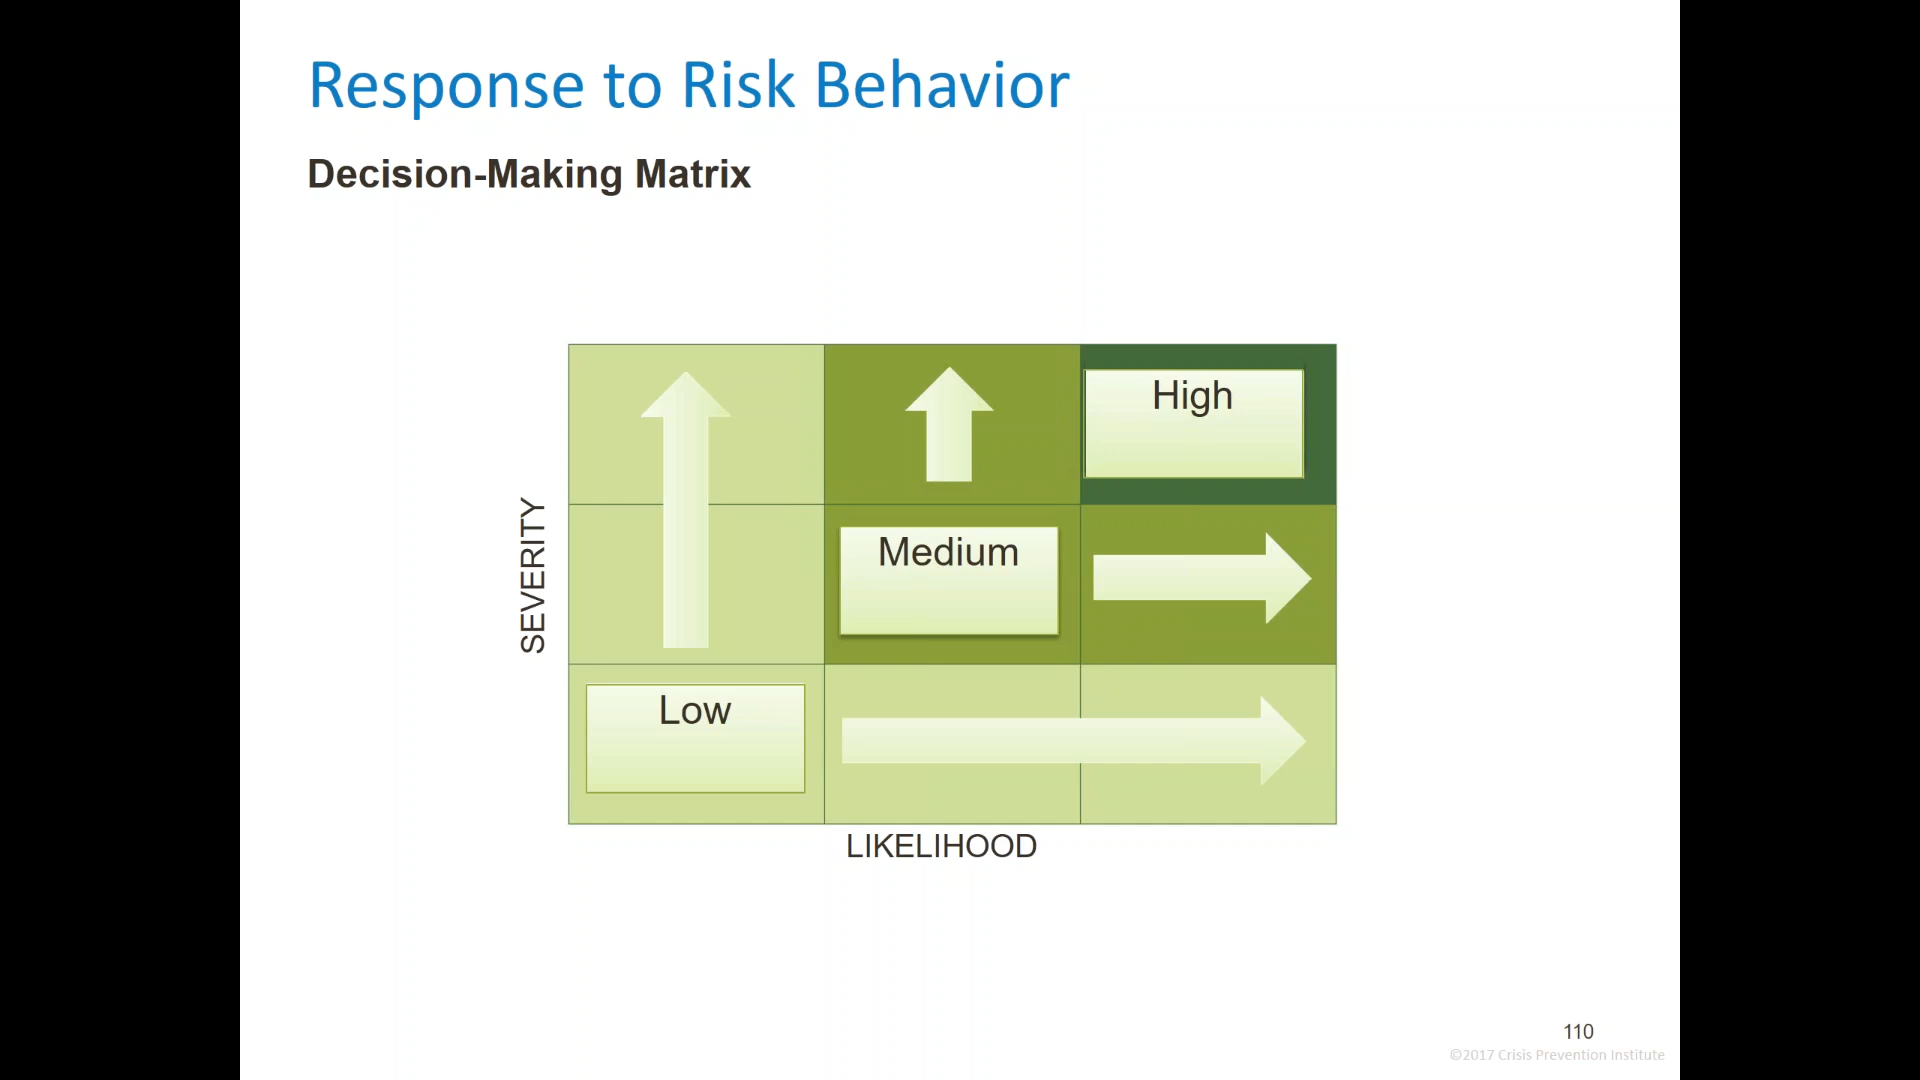 Response to Risk Behavior
Decision-Making Matrix
High
SEVERITY
Medium
Low
LIKELIHOOD
110
©2017 Crisis Prevention Institute